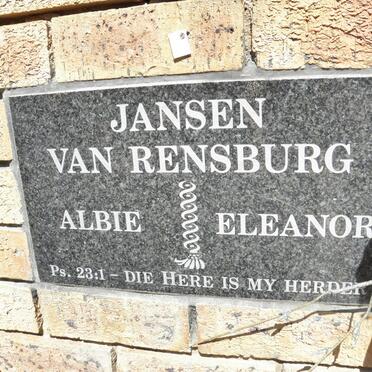 JANSEN
VAN RENSBURG
ALBIE ELEANOR
Ps. 23:1 – DIE HERE IS MY HERDER